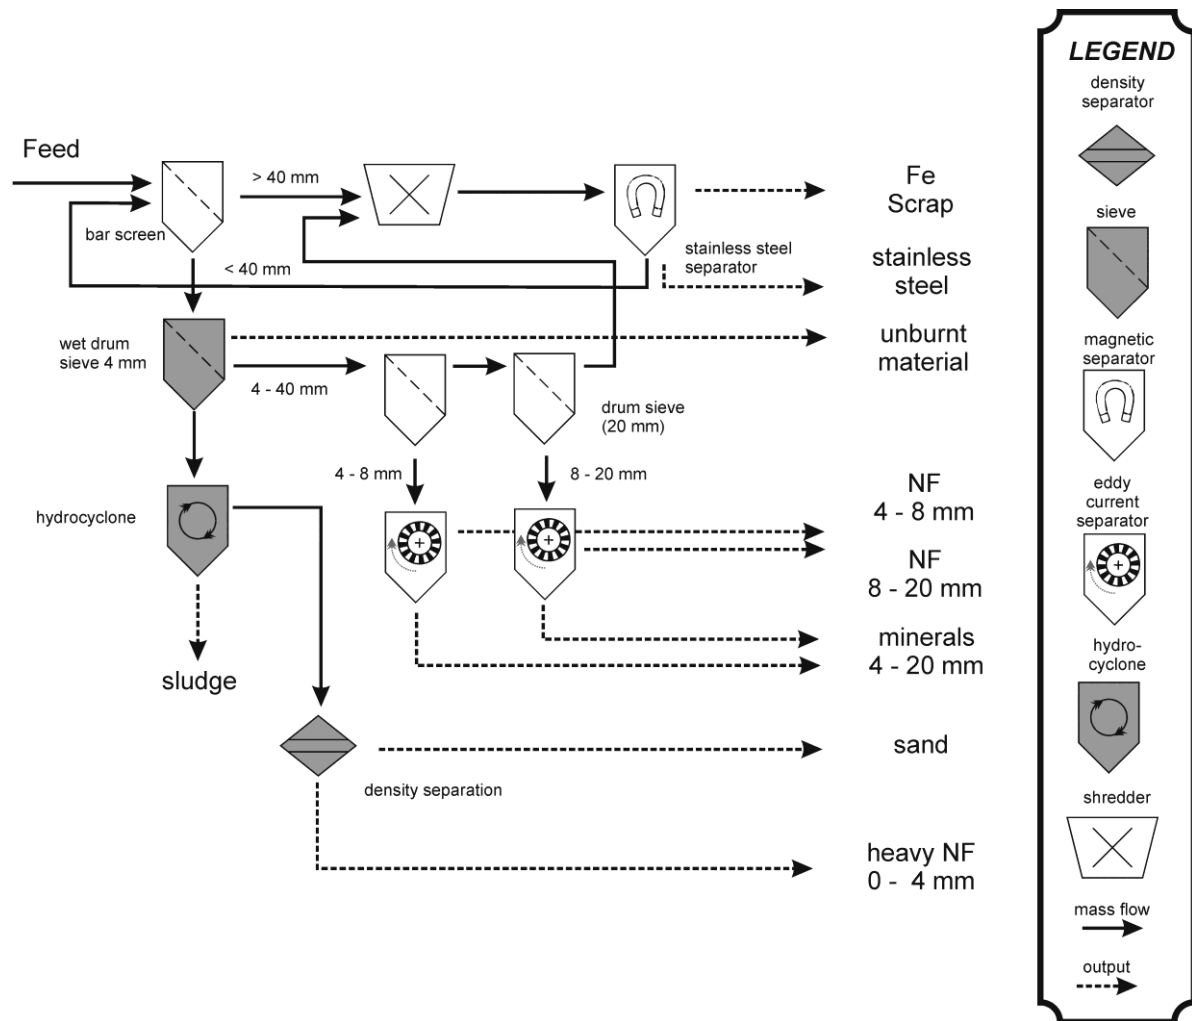 Feed
> 40 mm
bar screen
< 40 mm
stainless steel
separator
Fe
Scrap
stainless
steel
wet drum
sieve 4 mm
unburnt
material
4 - 40 mm
drum sieve
(20 mm)
4 - 8 mm
8 - 20 mm
hydrocyclone
NF
4 - 8 mm
NF
8 - 20 mm
minerals
4 - 20 mm
sludge
sand
density separation
heavy NF
0 - 4 mm
LEGEND
density
separator
sieve
magnetic
separator
eddy
current
separator
hydro-
cyclone
shredder
mass flow
output